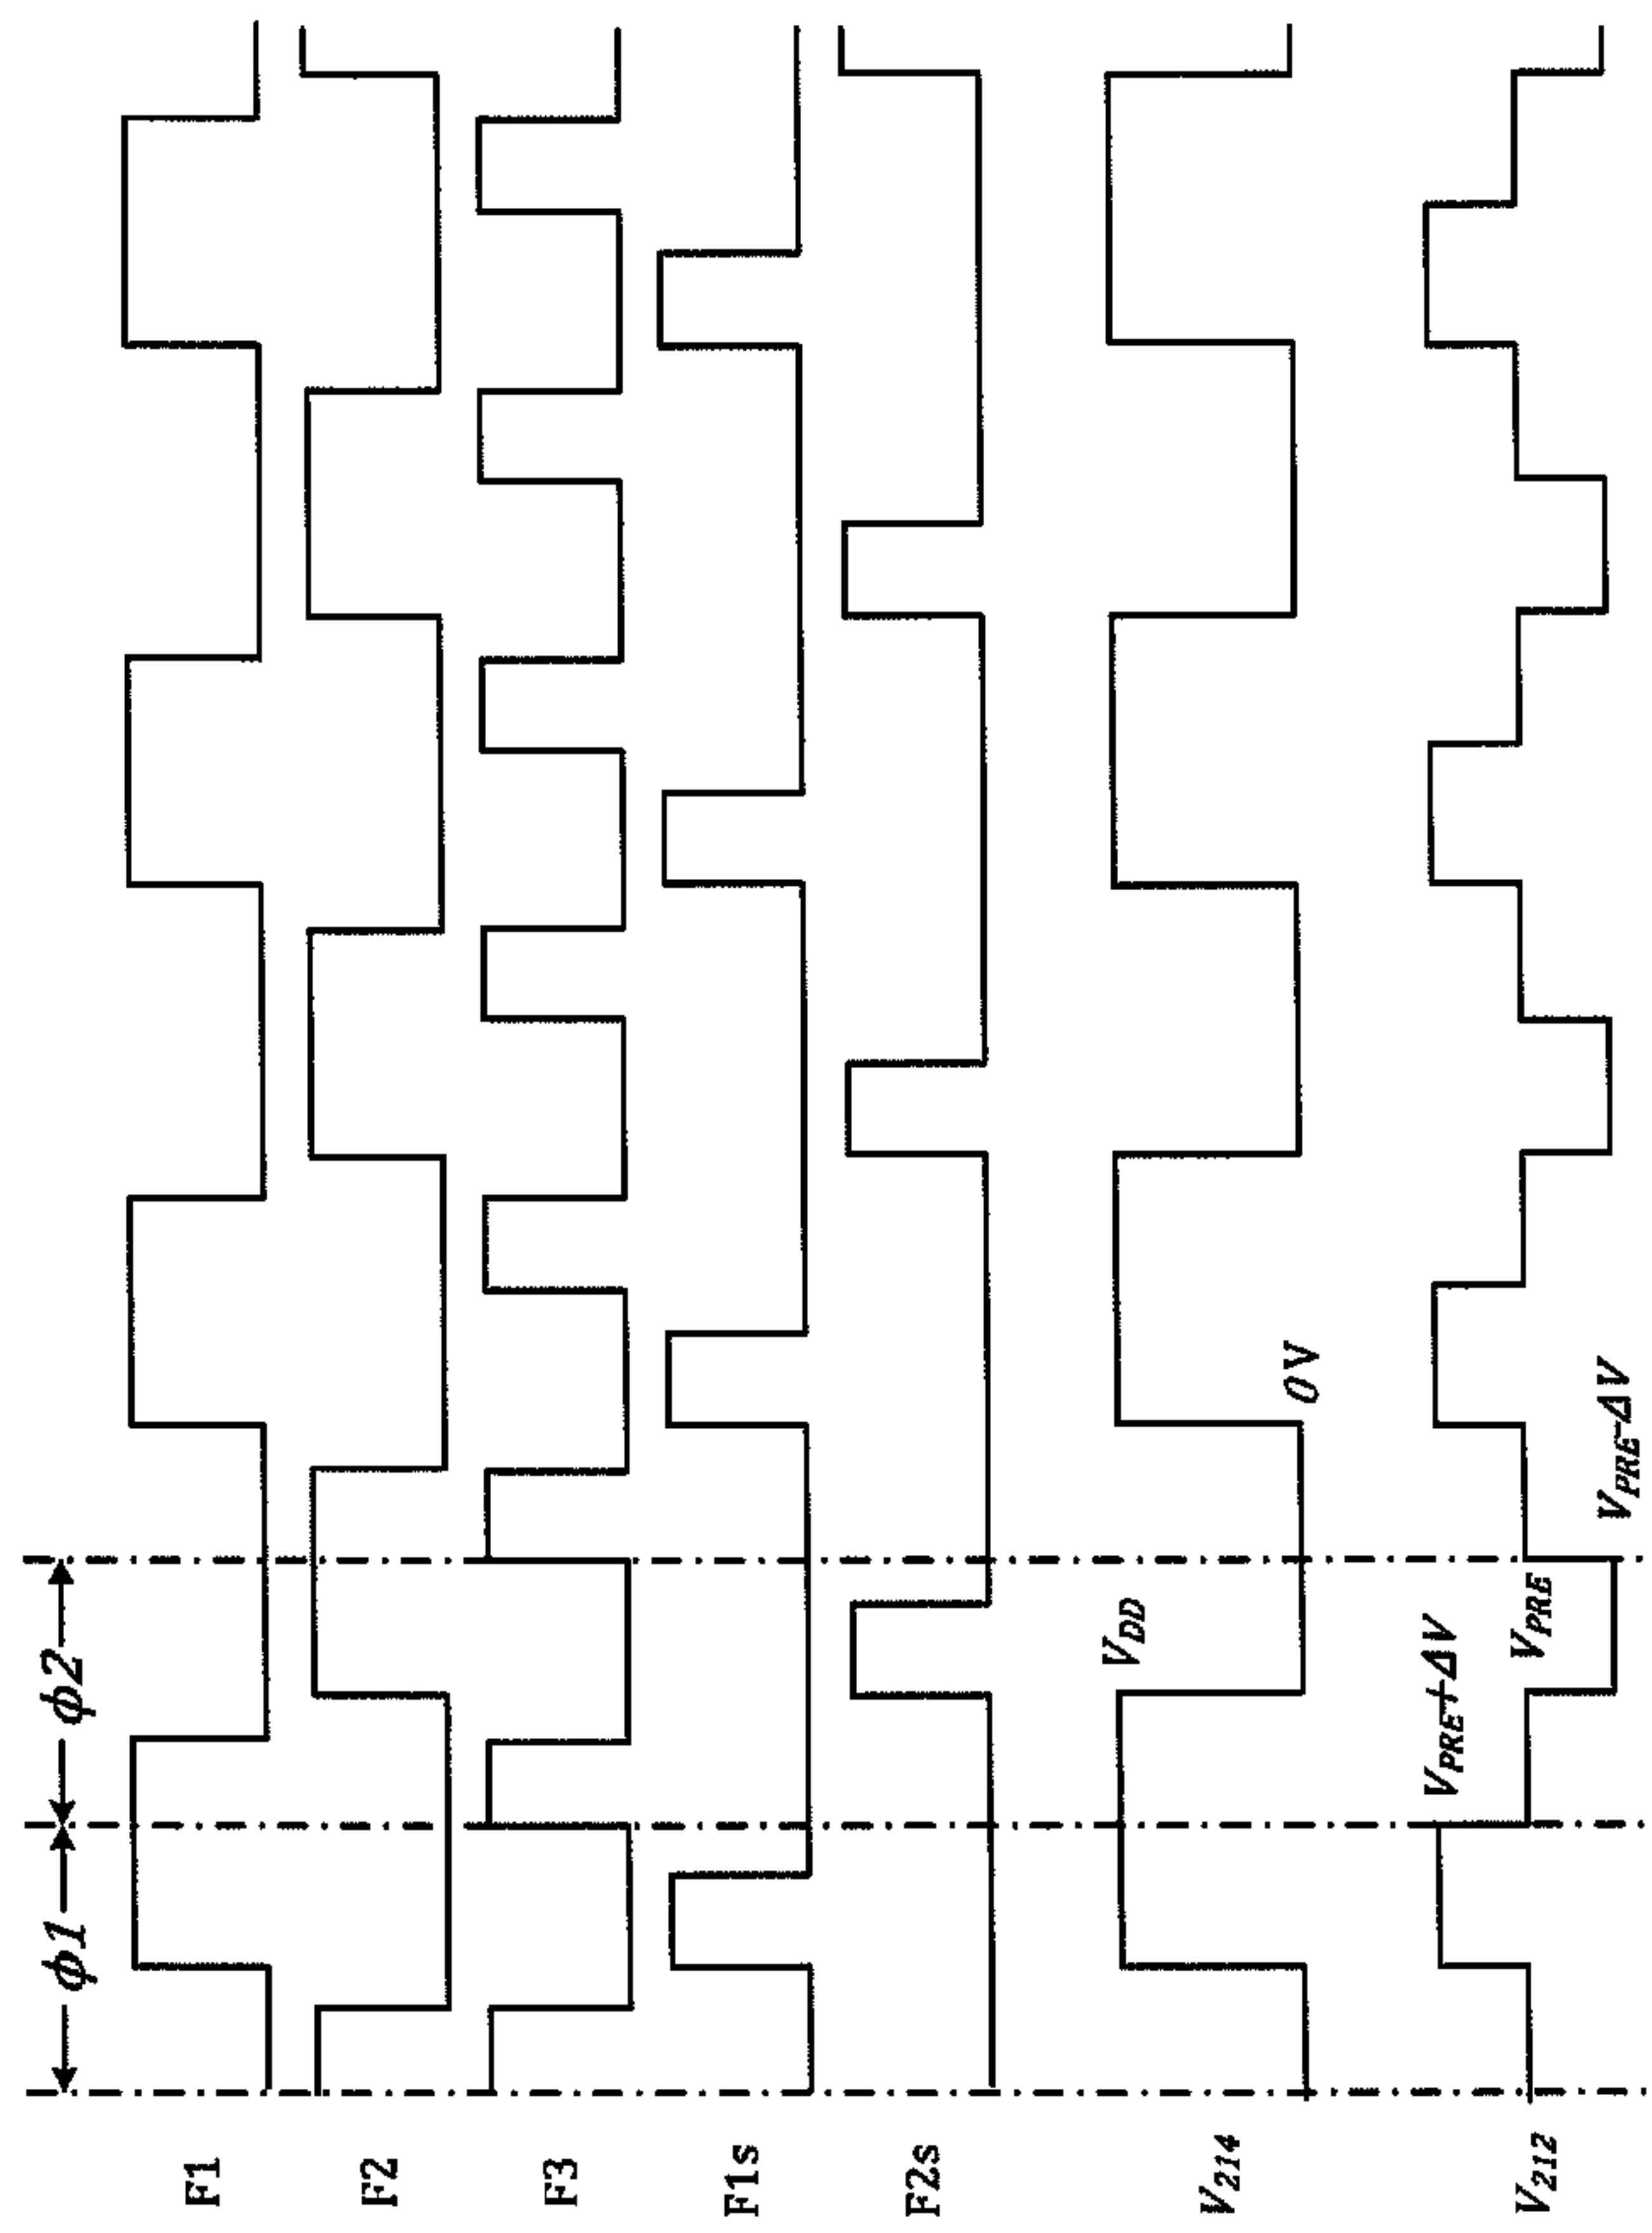 ϕ1
ϕ2
F1
F2
F3
F1s
F2s
V214
VDD
0V
V212
VPRE+ΔV
VPRE
VPRE-ΔV